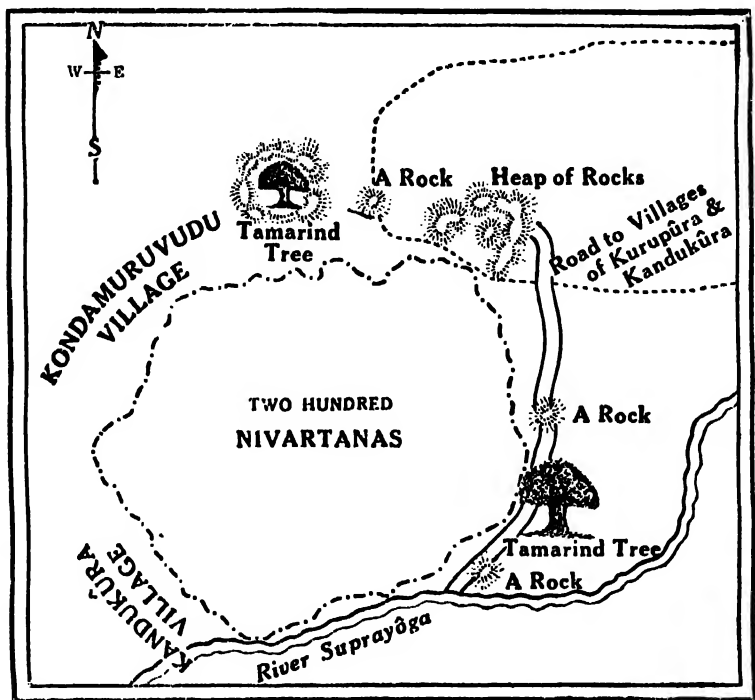 N
W E
S
A Rock
Heap of Rocks
Tamarind
Tree
Road to Villages
of Kurupûra &
Kandukûra
KONDAMURUVUDU
VILLAGE
TWO HUNDRED
NIVARTANAS
A Rock
Tamarind Tree
A Rock
KANDUKÛRA
VILLAGE
River Suprayôga